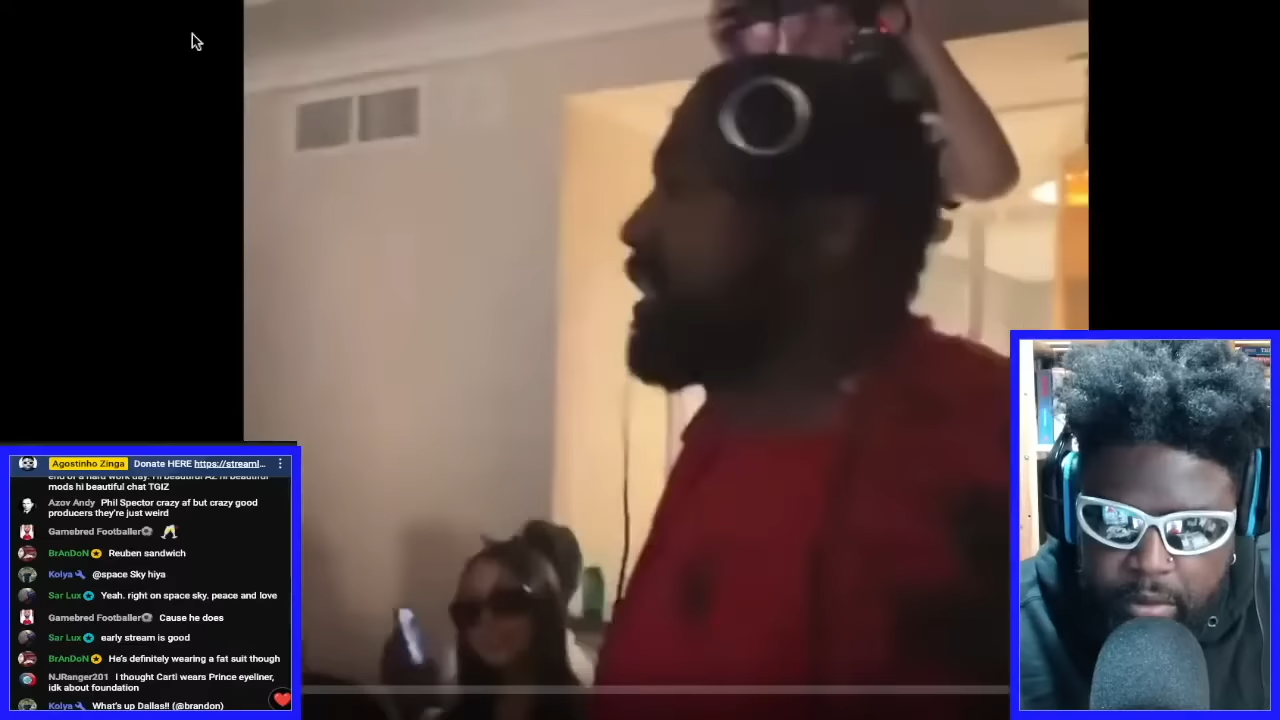 Agostinho Zinga Donate HERE https://streaml...
mods hi beautiful chat TGIZ
Azov Andy Phil Spector crazy af but crazy good
producers they're just weird
Gamebred Footballer
BrAnDoN Reuben sandwich
Kolya @space Sky hiya
Sar Lux Yeah. right on space sky. peace and love
Gamebred Footballer Cause he does
Sar Lux early stream is good
BrAnDoN He's definitely wearing a fat suit though
NJRanger201 I thought Carti wears Prince eyeliner,
idk about foundation
Kolya What's up Dallas!! (@brandon)